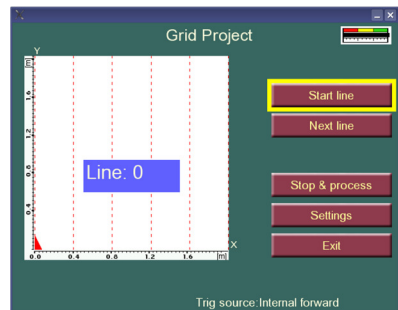 Grid Project
Y
[m]
1,6
1,2
0,8
0,4
Line: 0
0.0 0.4 0.8 1.2 1.6 [m]
X
Start line
Next line
Stop & process
Settings
Exit
Trig source:Internal forward